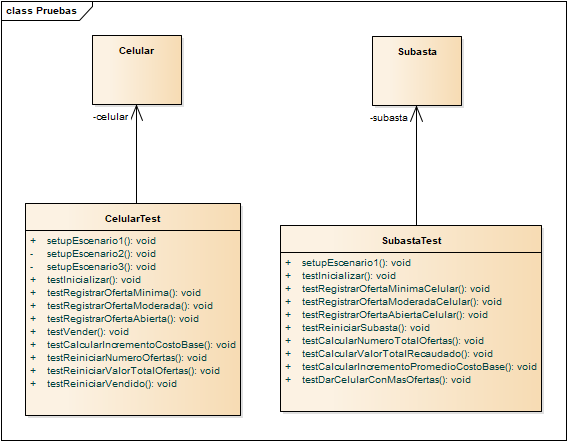 class Pruebas
Celular
-celular
CelularTest
+ setupEscenario1(): void
- setupEscenario2(): void
- setupEscenario3(): void
+ testInicializar(): void
+ testRegistrarOfertaMinima(): void
+ testRegistrarOfertaModerada(): void
+ testRegistrarOfertaAbierta(): void
+ testVender(): void
+ testCalcularIncrementoCostoBase(): void
+ testReiniciarNumeroOfertas(): void
+ testReiniciarValorTotalOfertas(): void
+ testReiniciarVendido(): void
Subasta
-subasta
SubastaTest
+ setupEscenario1(): void
+ testInicializar(): void
+ testRegistrarOfertaMinimaCelular(): void
+ testRegistrarOfertaModeradaCelular(): void
+ testRegistrarOfertaAbiertaCelular(): void
+ testReiniciarSubasta(): void
+ testCalcularNumeroTotalOfertas(): void
+ testCalcularValorTotalRecaudado(): void
+ testCalcularIncrementoPromedioCostoBase(): void
+ testDarCelularConMasOfertas(): void